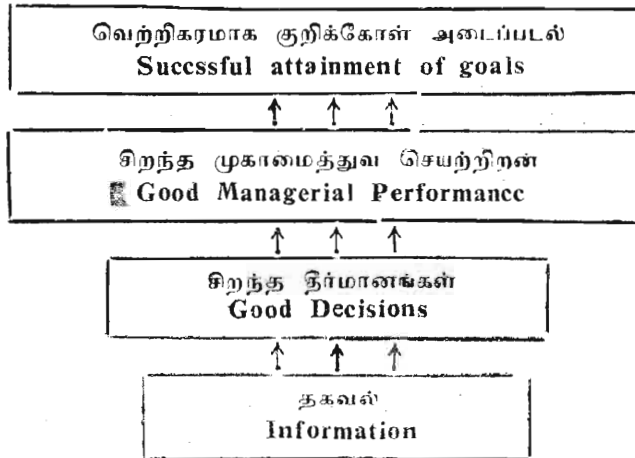 வெற்றிகரமாக குறிக்கோள் அடைப்படல்
Succssful attainment of goals
சிறந்த முகாமைத்துவ செயற்றிறன்
Good Managerial Performance
சிறந்த தீர்மானங்கள்
Good Decisions
தகவல்
Information